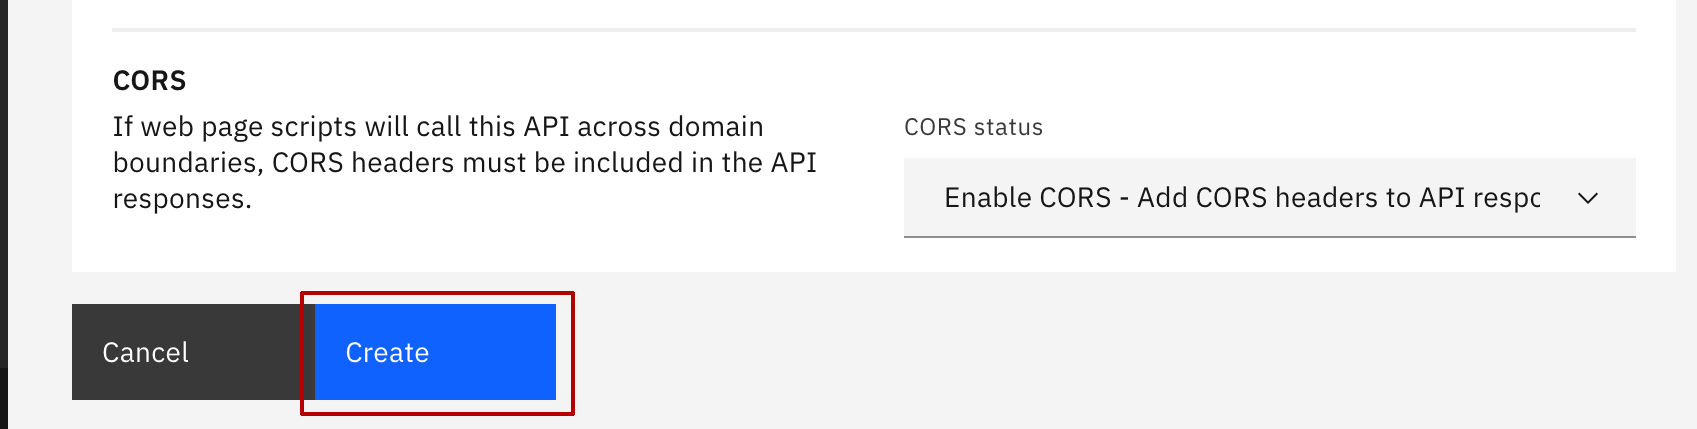 CORS
If web page scripts will call this API across domain
boundaries, CORS headers must be included in the API
responses.
CORS status
Enable CORS - Add CORS headers to API respo
Cancel
Create